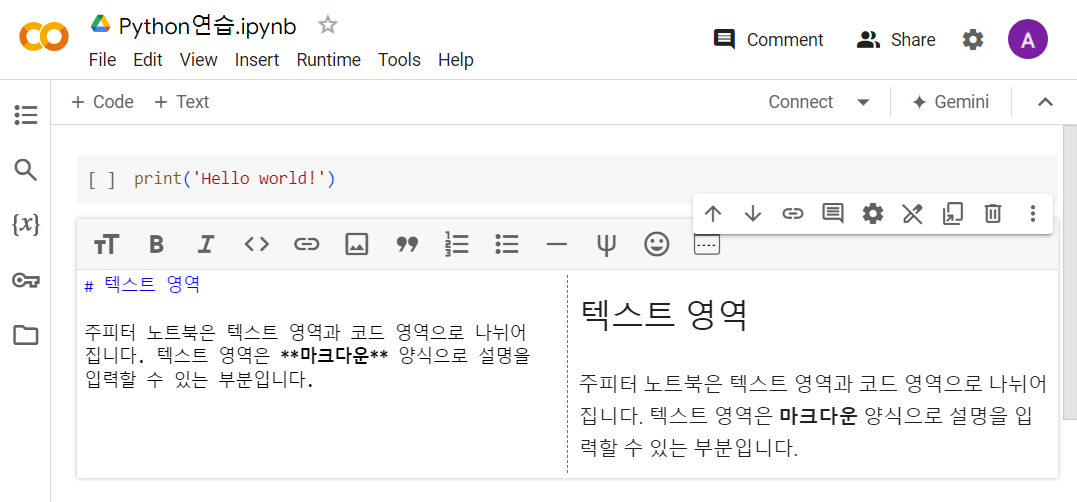 Python연습.ipynb
Comment Share A
File Edit View Insert Runtime Tools Help
+ Code + Text Connect Gemini
{x}
[ ] print('Hello world!')
# 텍스트 영역
주피터 노트북은 텍스트 영역과 코드 영역으로 나뉘어
집니다. 텍스트 영역은 **마크다운** 양식으로 설명을
입력할 수 있는 부분입니다.
텍스트 영역
주피터 노트북은 텍스트 영역과 코드 영역으로 나뉘어
집니다. 텍스트 영역은 마크다운 양식으로 설명을 입
력할 수 있는 부분입니다.